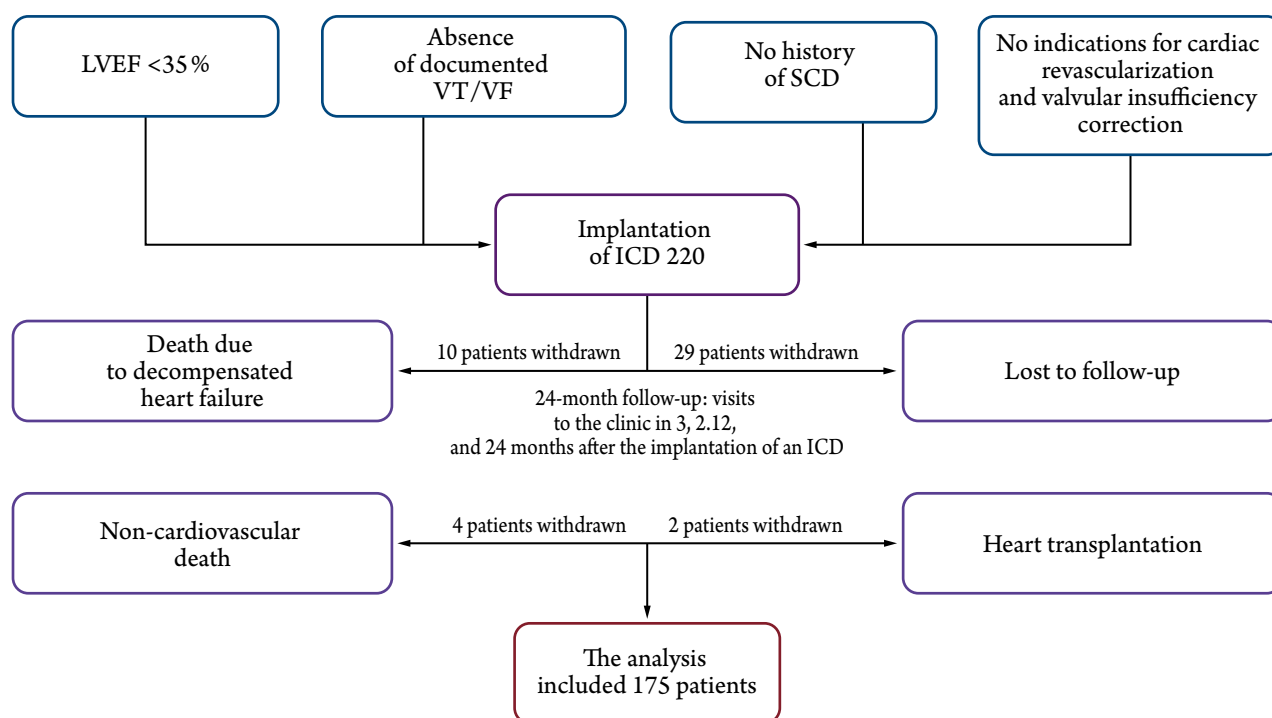 LVEF <35%
Absence
of documented
VT/VF
No history
of SCD
No indications for cardiac
revascularization
and valvular insufficiency
correction
Implantation
of ICD 220
Death due
to decompensated
heart failure
10 patients withdrawn
29 patients withdrawn
Lost to follow-up
24-month follow-up: visits
to the clinic in 3, 2.12,
and 24 months after the implantation of an ICD
Non-cardiovascular
death
4 patients withdrawn
2 patients withdrawn
Heart transplantation
The analysis
included 175 patients